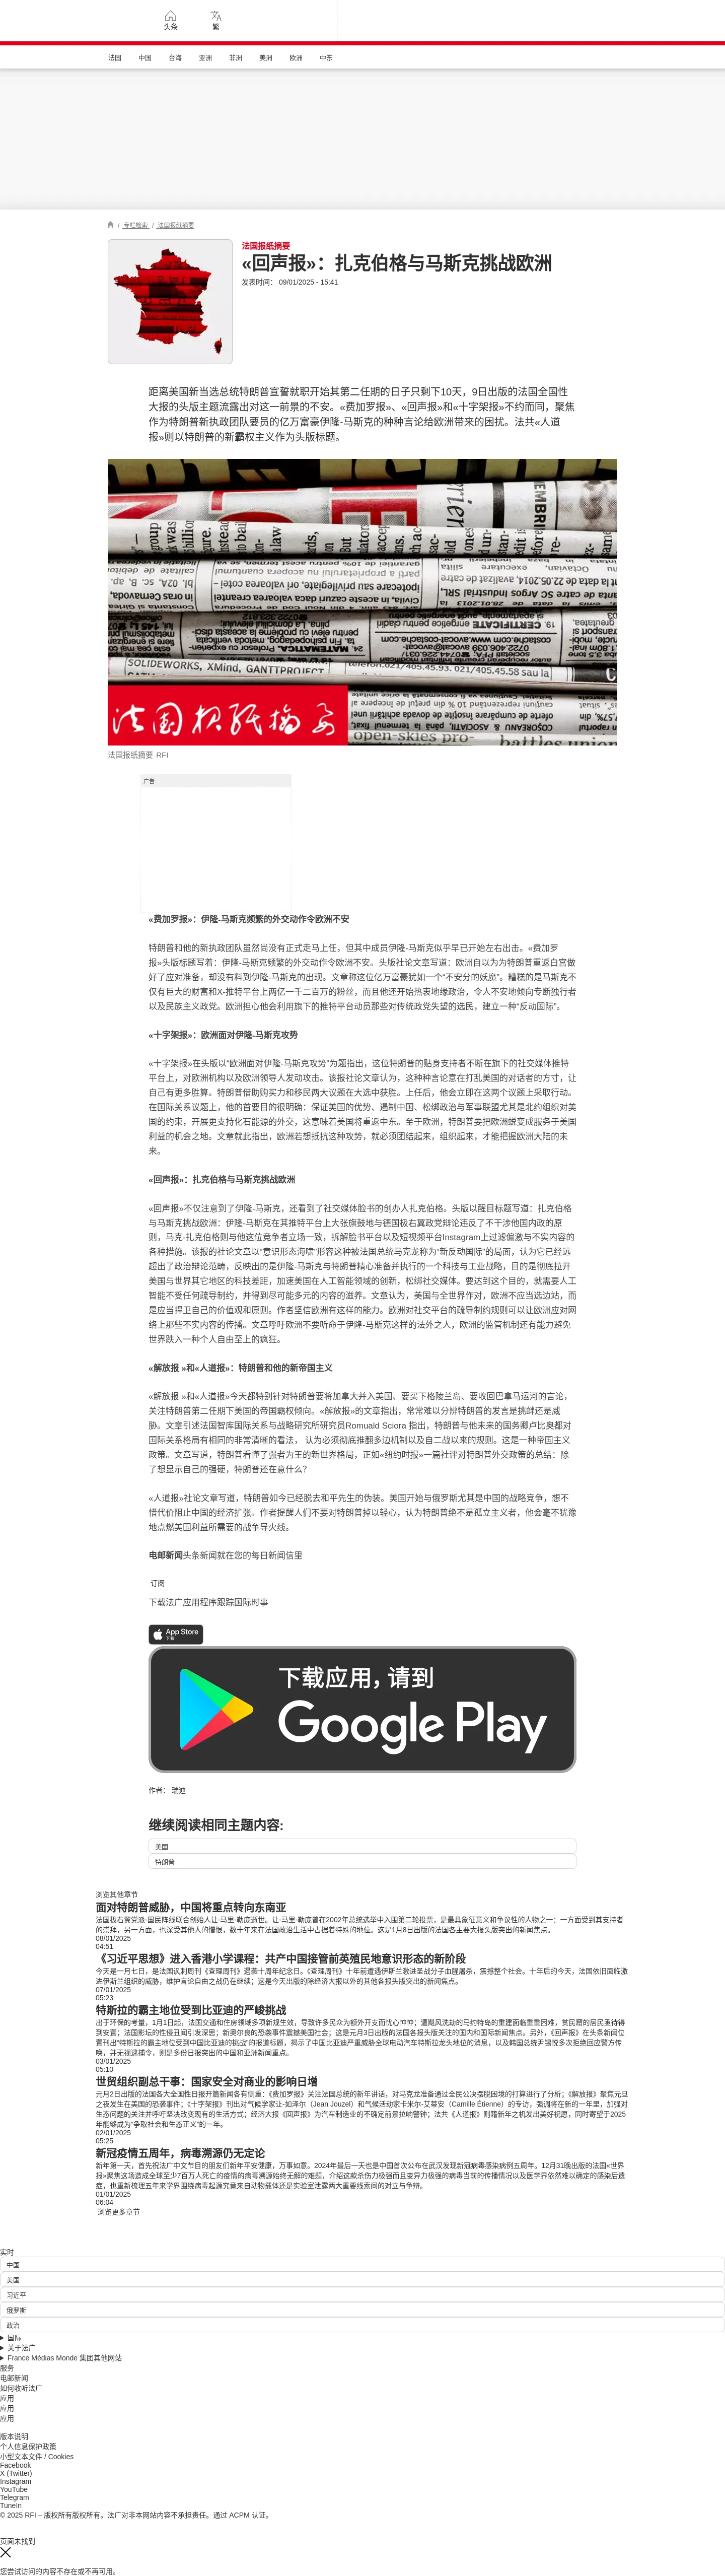 头条
繁
法国 中国 台海 亚洲 非洲 美洲 欧洲 中东
/ 专栏检索 / 法国报纸摘要
法国报纸摘要
«回声报»：扎克伯格与马斯克挑战欧洲
发表时间： 09/01/2025 - 15:41
距离美国新当选总统特朗普宣誓就职开始其第二任期的日子只剩下10天，9日出版的法国全国性
大报的头版主题流露出对这一前景的不安。«费加罗报»、«回声报»和«十字架报»不约而同，聚焦
作为特朗普新执政团队要员的亿万富豪伊隆-马斯克的种种言论给欧洲带来的困扰。法共«人道
报»则以特朗普的新霸权主义作为头版标题。
法国报纸摘要
法国报纸摘要 RFI
广告
«费加罗报»：伊隆-马斯克频繁的外交动作令欧洲不安
特朗普和他的新执政团队虽然尚没有正式走马上任，但其中成员伊隆-马斯克似乎早已开始左右出击。«费加罗
报»头版标题写着：伊隆-马斯克频繁的外交动作令欧洲不安。头版社论文章写道：欧洲自以为为特朗普重返白宫做
好了应对准备，却没有料到伊隆-马斯克的出现。文章称这位亿万富豪犹如一个“不安分的妖魔”。糟糕的是马斯克不
仅有巨大的财富和X-推特平台上两亿一千二百万的粉丝，而且他还开始热衷地缘政治，令人不安地倾向专断独行者
以及民族主义政党。欧洲担心他会利用旗下的推特平台动员那些对传统政党失望的选民，建立一种“反动国际”。
«十字架报»：欧洲面对伊隆-马斯克攻势
«十字架报»在头版以“欧洲面对伊隆-马斯克攻势”为题指出，这位特朗普的贴身支持者不断在旗下的社交媒体推特
平台上，对欧洲机构以及欧洲领导人发动攻击。该报社论文章认为，这种种言论意在打乱美国的对话者的方寸，让
自己有更多胜算。特朗普借助购买力和移民两大议题在大选中获胜。上任后，他会立即在这两个议题上采取行动。
在国际关系议题上，他的首要目的很明确：保证美国的优势、遏制中国、松绑政治与军事联盟尤其是北约组织对美
国的约束，开展更支持化石能源的外交，这意味着美国将重返中东。至于欧洲，特朗普要把欧洲蜕变成服务于美国
利益的机会之地。文章就此指出，欧洲若想抵抗这种攻势，就必须团结起来，组织起来，才能把握欧洲大陆的未
来。
«回声报»：扎克伯格与马斯克挑战欧洲
«回声报»不仅注意到了伊隆-马斯克，还看到了社交媒体脸书的创办人扎克伯格。头版以醒目标题写道：扎克伯格
与马斯克挑战欧洲：伊隆-马斯克在其推特平台上大张旗鼓地与德国极右翼政党辩论违反了不干涉他国内政的原
则，马克-扎克伯格则与他这位竞争者立场一致，拆解脸书平台以及短视频平台Instagram上过滤偏激与不实内容的
各种措施。该报的社论文章以“意识形态海啸”形容这种被法国总统马克龙称为“新反动国际”的局面，认为它已经远
超出了政治辩论范畴，反映出的是伊隆-马斯克与特朗普精心准备并执行的一个科技与工业战略，目的是彻底拉开
美国与世界其它地区的科技差距，加速美国在人工智能领域的创新，松绑社交媒体。要达到这个目的，就需要人工
智能不受任何疏导制约，并得到尽可能多元的内容的滋养。文章认为，美国与全世界作对，欧洲不应当选边站，而
是应当捍卫自己的价值观和原则。作者坚信欧洲有这样的能力。欧洲对社交平台的疏导制约规则可以让欧洲应对网
络上那些不实内容的传播。文章呼吁欧洲不要听命于伊隆-马斯克这样的法外之人，欧洲的监管机制还有能力避免
世界跌入一种个人自由至上的疯狂。
«解放报 »和«人道报»：特朗普和他的新帝国主义
«解放报 »和«人道报»今天都特别针对特朗普要将加拿大并入美国、要买下格陵兰岛、要收回巴拿马运河的言论，
关注特朗普第二任期下美国的帝国霸权倾向。«解放报»的文章指出，常常难以分辨特朗普的发言是挑衅还是威
胁。文章引述法国智库国际关系与战略研究所研究员Romuald Sciora 指出，特朗普与他未来的国务卿卢比奥都对
国际关系格局有相同的非常清晰的看法， 认为必须彻底推翻多边机制以及自二战以来的规则。这是一种帝国主义
政策。文章写道，特朗普看懂了强者为王的新世界格局，正如«纽约时报»一篇社评对特朗普外交政策的总结：除
了想显示自己的强硬，特朗普还在意什么？
«人道报»社论文章写道，特朗普如今已经脱去和平先生的伪装。美国开始与俄罗斯尤其是中国的战略竞争，想不
惜代价阻止中国的经济扩张。作者提醒人们不要对特朗普掉以轻心，认为特朗普绝不是孤立主义者，他会毫不犹豫
地点燃美国利益所需要的战争导火线。
电邮新闻头条新闻就在您的每日新闻信里
订阅
下载法广应用程序跟踪国际时事
App Store
下载
下载应用，请到
Google Play
作者： 瑞迪
继续阅读相同主题内容:
美国
特朗普
浏览其他章节
面对特朗普威胁，中国将重点转向东南亚
法国极右翼党派-国民阵线联合创始人让-马里-勒庞逝世。让-马里-勒庞曾在2002年总统选举中入围第二轮投票，是最具象征意义和争议性的人物之一：一方面受到其支持者
的崇拜，另一方面，也深受其他人的憎恨，数十年来在法国政治生活中占据着特殊的地位。这是1月8日出版的法国各主要大报头版突出的新闻焦点。
08/01/2025
04:51
《习近平思想》进入香港小学课程：共产中国接管前英殖民地意识形态的新阶段
今天是一月七日，是法国讽刺周刊《查理周刊》遇袭十周年纪念日。《查理周刊》十年前遭遇伊斯兰激进圣战分子血腥屠杀，震撼整个社会。十年后的今天，法国依旧面临激
进伊斯兰组织的威胁，维护言论自由之战仍在继续；这是今天出版的除经济大报以外的其他各报头版突出的新闻焦点。
07/01/2025
05:23
特斯拉的霸主地位受到比亚迪的严峻挑战
出于环保的考量，1月1日起，法国交通和住房领域多项新规生效，导致许多民众为额外开支而忧心忡忡；遭飓风洗劫的马约特岛的重建面临重重困难，贫民窟的居民亟待得
到安置；法国影坛的性侵丑闻引发深思；新奥尔良的恐袭事件震撼美国社会；这是元月3日出版的法国各报头版关注的国内和国际新闻焦点。另外，《回声报》在头条新闻位
置刊出“特斯拉的霸主地位受到中国比亚迪的挑战”的报道标题，揭示了中国比亚迪严重威胁全球电动汽车特斯拉龙头地位的消息，以及韩国总统尹锡悦多次拒绝回应警方传
唤，并无视逮捕令，则是多份日报突出的中国和亚洲新闻重点。
03/01/2025
05:10
世贸组织副总干事：国家安全对商业的影响日增
元月2日出版的法国各大全国性日报开篇新闻各有侧重：《费加罗报》关注法国总统的新年讲话，对马克龙准备通过全民公决摆脱困境的打算进行了分析；《解放报》聚焦元旦
之夜发生在美国的恐袭事件；《十字架报》刊出对气候学家让-如泽尔（Jean Jouzel）和气候活动家卡米尔-艾蒂安（Camille Étienne）的专访，强调将在新的一年里，加强对
生态问题的关注并呼吁坚决改变现有的生活方式；经济大报《回声报》为汽车制造业的不确定前景拉响警钟；法共《人道报》则籍新年之机发出美好祝愿，同时寄望于2025
年能够成为“争取社会和生态正义”的一年。
02/01/2025
05:25
新冠疫情五周年，病毒溯源仍无定论
新年第一天，首先祝法广中文节目的朋友们新年平安健康，万事如意。2024年最后一天也是中国首次公布在武汉发现新冠病毒感染病例五周年。12月31晚出版的法国«世界
报»聚焦这场造成全球至少7百万人死亡的疫情的病毒溯源始终无解的难题，介绍这款杀伤力极强而且变异力极强的病毒当前的传播情况以及医学界依然难以确定的感染后遗
症，也重新梳理五年来学界围绕病毒起源究竟来自动物载体还是实验室泄露两大重要线索间的对立与争辩。
01/01/2025
06:04
浏览更多章节
实时
中国
美国
习近平
俄罗斯
政治
国际
关于法广
France Médias Monde 集团其他网站
服务
电邮新闻
如何收听法广
应用
应用
应用
版本说明
个人信息保护政策
小型文本文件 / Cookies
Facebook
X (Twitter)
Instagram
YouTube
Telegram
TuneIn
© 2025 RFI – 版权所有版权所有。法广对非本网站内容不承担责任。通过 ACPM 认证。
页面未找到
您尝试访问的内容不存在或不再可用。